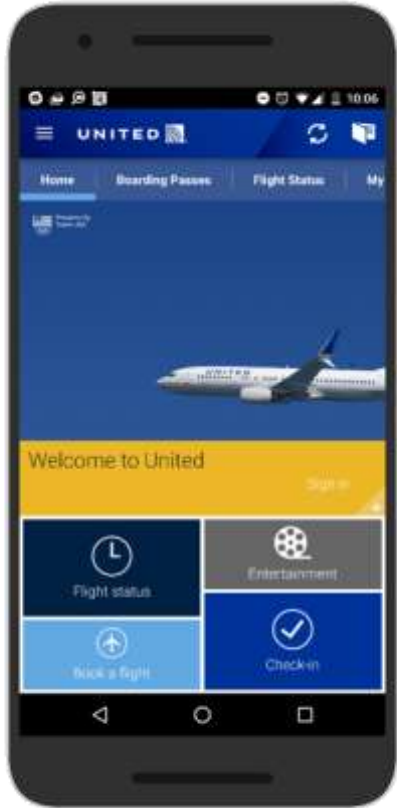 10:06
UNITED
Home Boarding Passes Flight Status My
UNITED
Welcome to United
Sign in
Flight status
Entertainment
Book a flight
Check-in